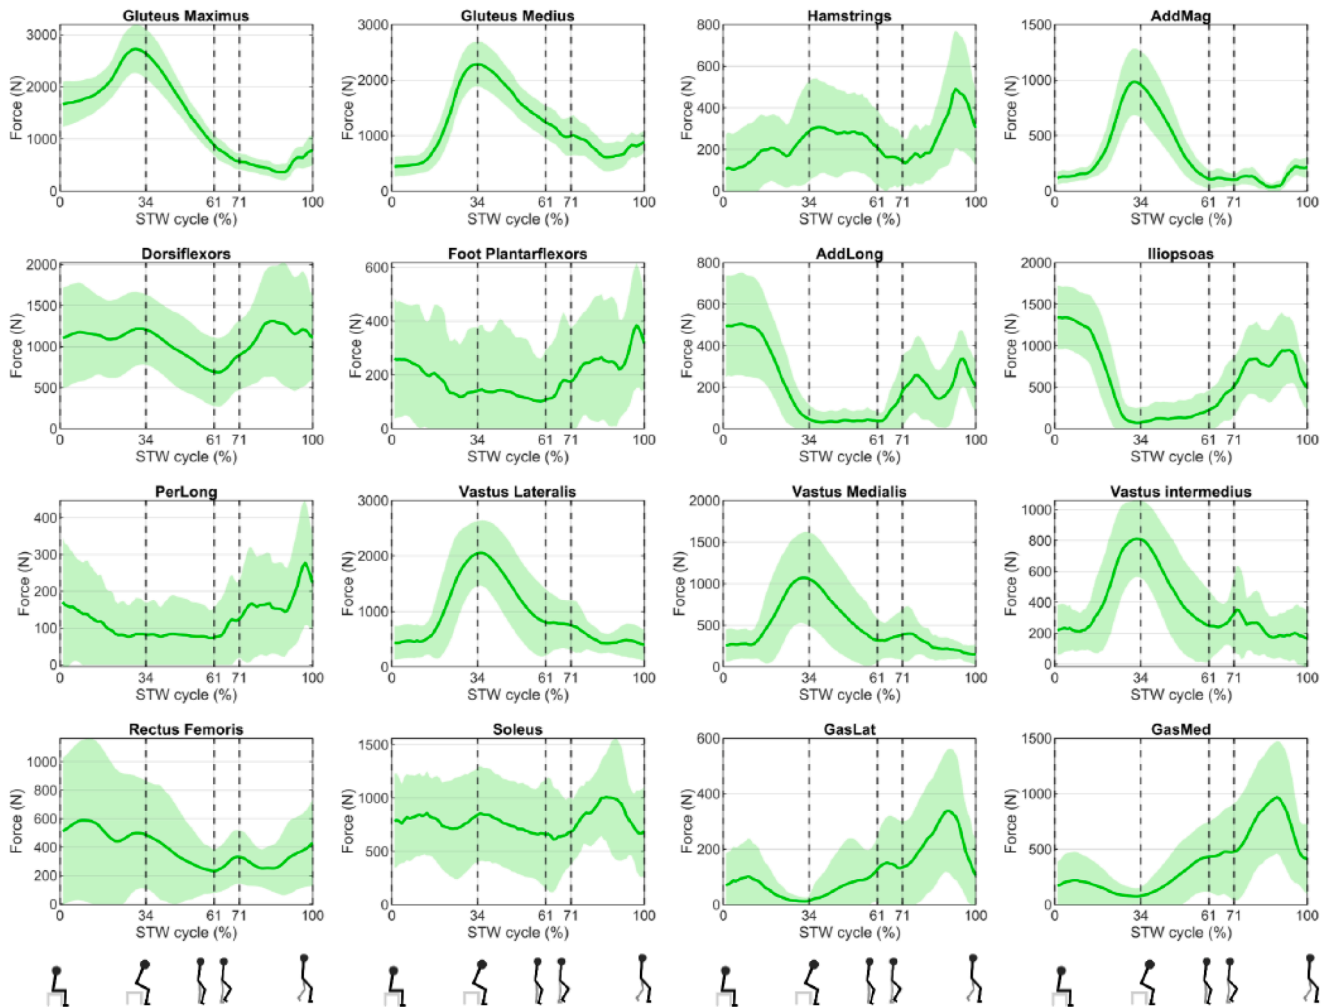 Gluteus Maximus
Force (N)
3000
2000
1000
0
0 34 61 71 100
STW cycle (%)
Gluteus Medius
Force (N)
3000
2000
1000
0
0 34 61 71 100
STW cycle (%)
Hamstrings
Force (N)
800
600
400
200
0
0 34 61 71 100
STW cycle (%)
AddMag
Force (N)
1500
1000
500
0
0 34 61 71 100
STW cycle (%)
Dorsiflexors
Force (N)
2000
1500
1000
500
0
0 34 61 71 100
STW cycle (%)
Foot Plantarflexors
Force (N)
600
400
200
0
0 34 61 71 100
STW cycle (%)
AddLong
Force (N)
800
600
400
200
0
0 34 61 71 100
STW cycle (%)
Iliopsoas
Force (N)
2000
1500
1000
500
0
0 34 61 71 100
STW cycle (%)
PerLong
Force (N)
400
300
200
100
0
0 34 61 71 100
STW cycle (%)
Vastus Lateralis
Force (N)
3000
2000
1000
0
0 34 61 71 100
STW cycle (%)
Vastus Medialis
Force (N)
2000
1500
1000
500
0
0 34 61 71 100
STW cycle (%)
Vastus intermedius
Force (N)
1000
800
600
400
200
0
0 34 61 71 100
STW cycle (%)
Rectus Femoris
Force (N)
1000
800
600
400
200
0
0 34 61 71 100
STW cycle (%)
Soleus
Force (N)
1500
1000
500
0
0 34 61 71 100
STW cycle (%)
GasLat
Force (N)
600
400
200
0
0 34 61 71 100
STW cycle (%)
GasMed
Force (N)
1500
1000
500
0
0 34 61 71 100
STW cycle (%)